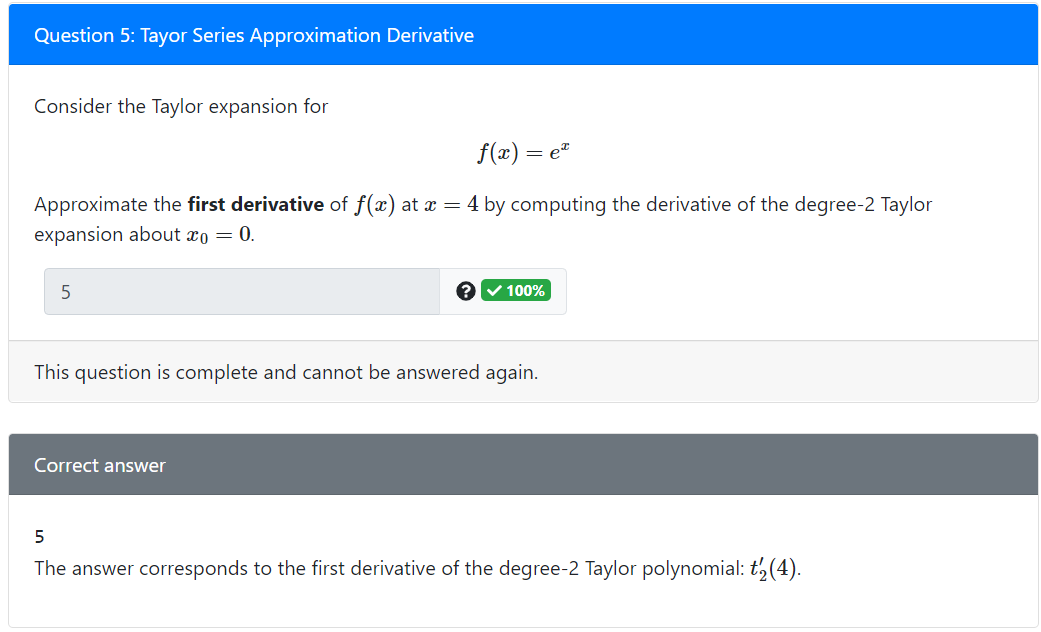 Question 5: Tayor Series Approximation Derivative
Consider the Taylor expansion for
f(x) = eˣ
Approximate the first derivative of f(x) at x = 4 by computing the derivative of the degree-2 Taylor
expansion about x₀ = 0.
5 ? ✓ 100%
This question is complete and cannot be answered again.
Correct answer
5
The answer corresponds to the first derivative of the degree-2 Taylor polynomial: t′₂(4).